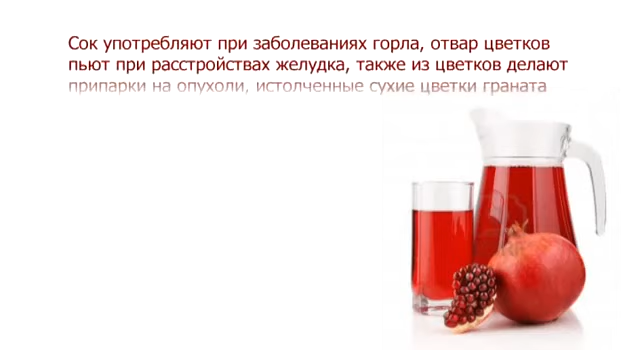 Сок употребляют при заболеваниях горла, отвар цветков
пьют при расстройствах желудка, также из цветков делают
припарки на опухоли, истолченные сухие цветки граната